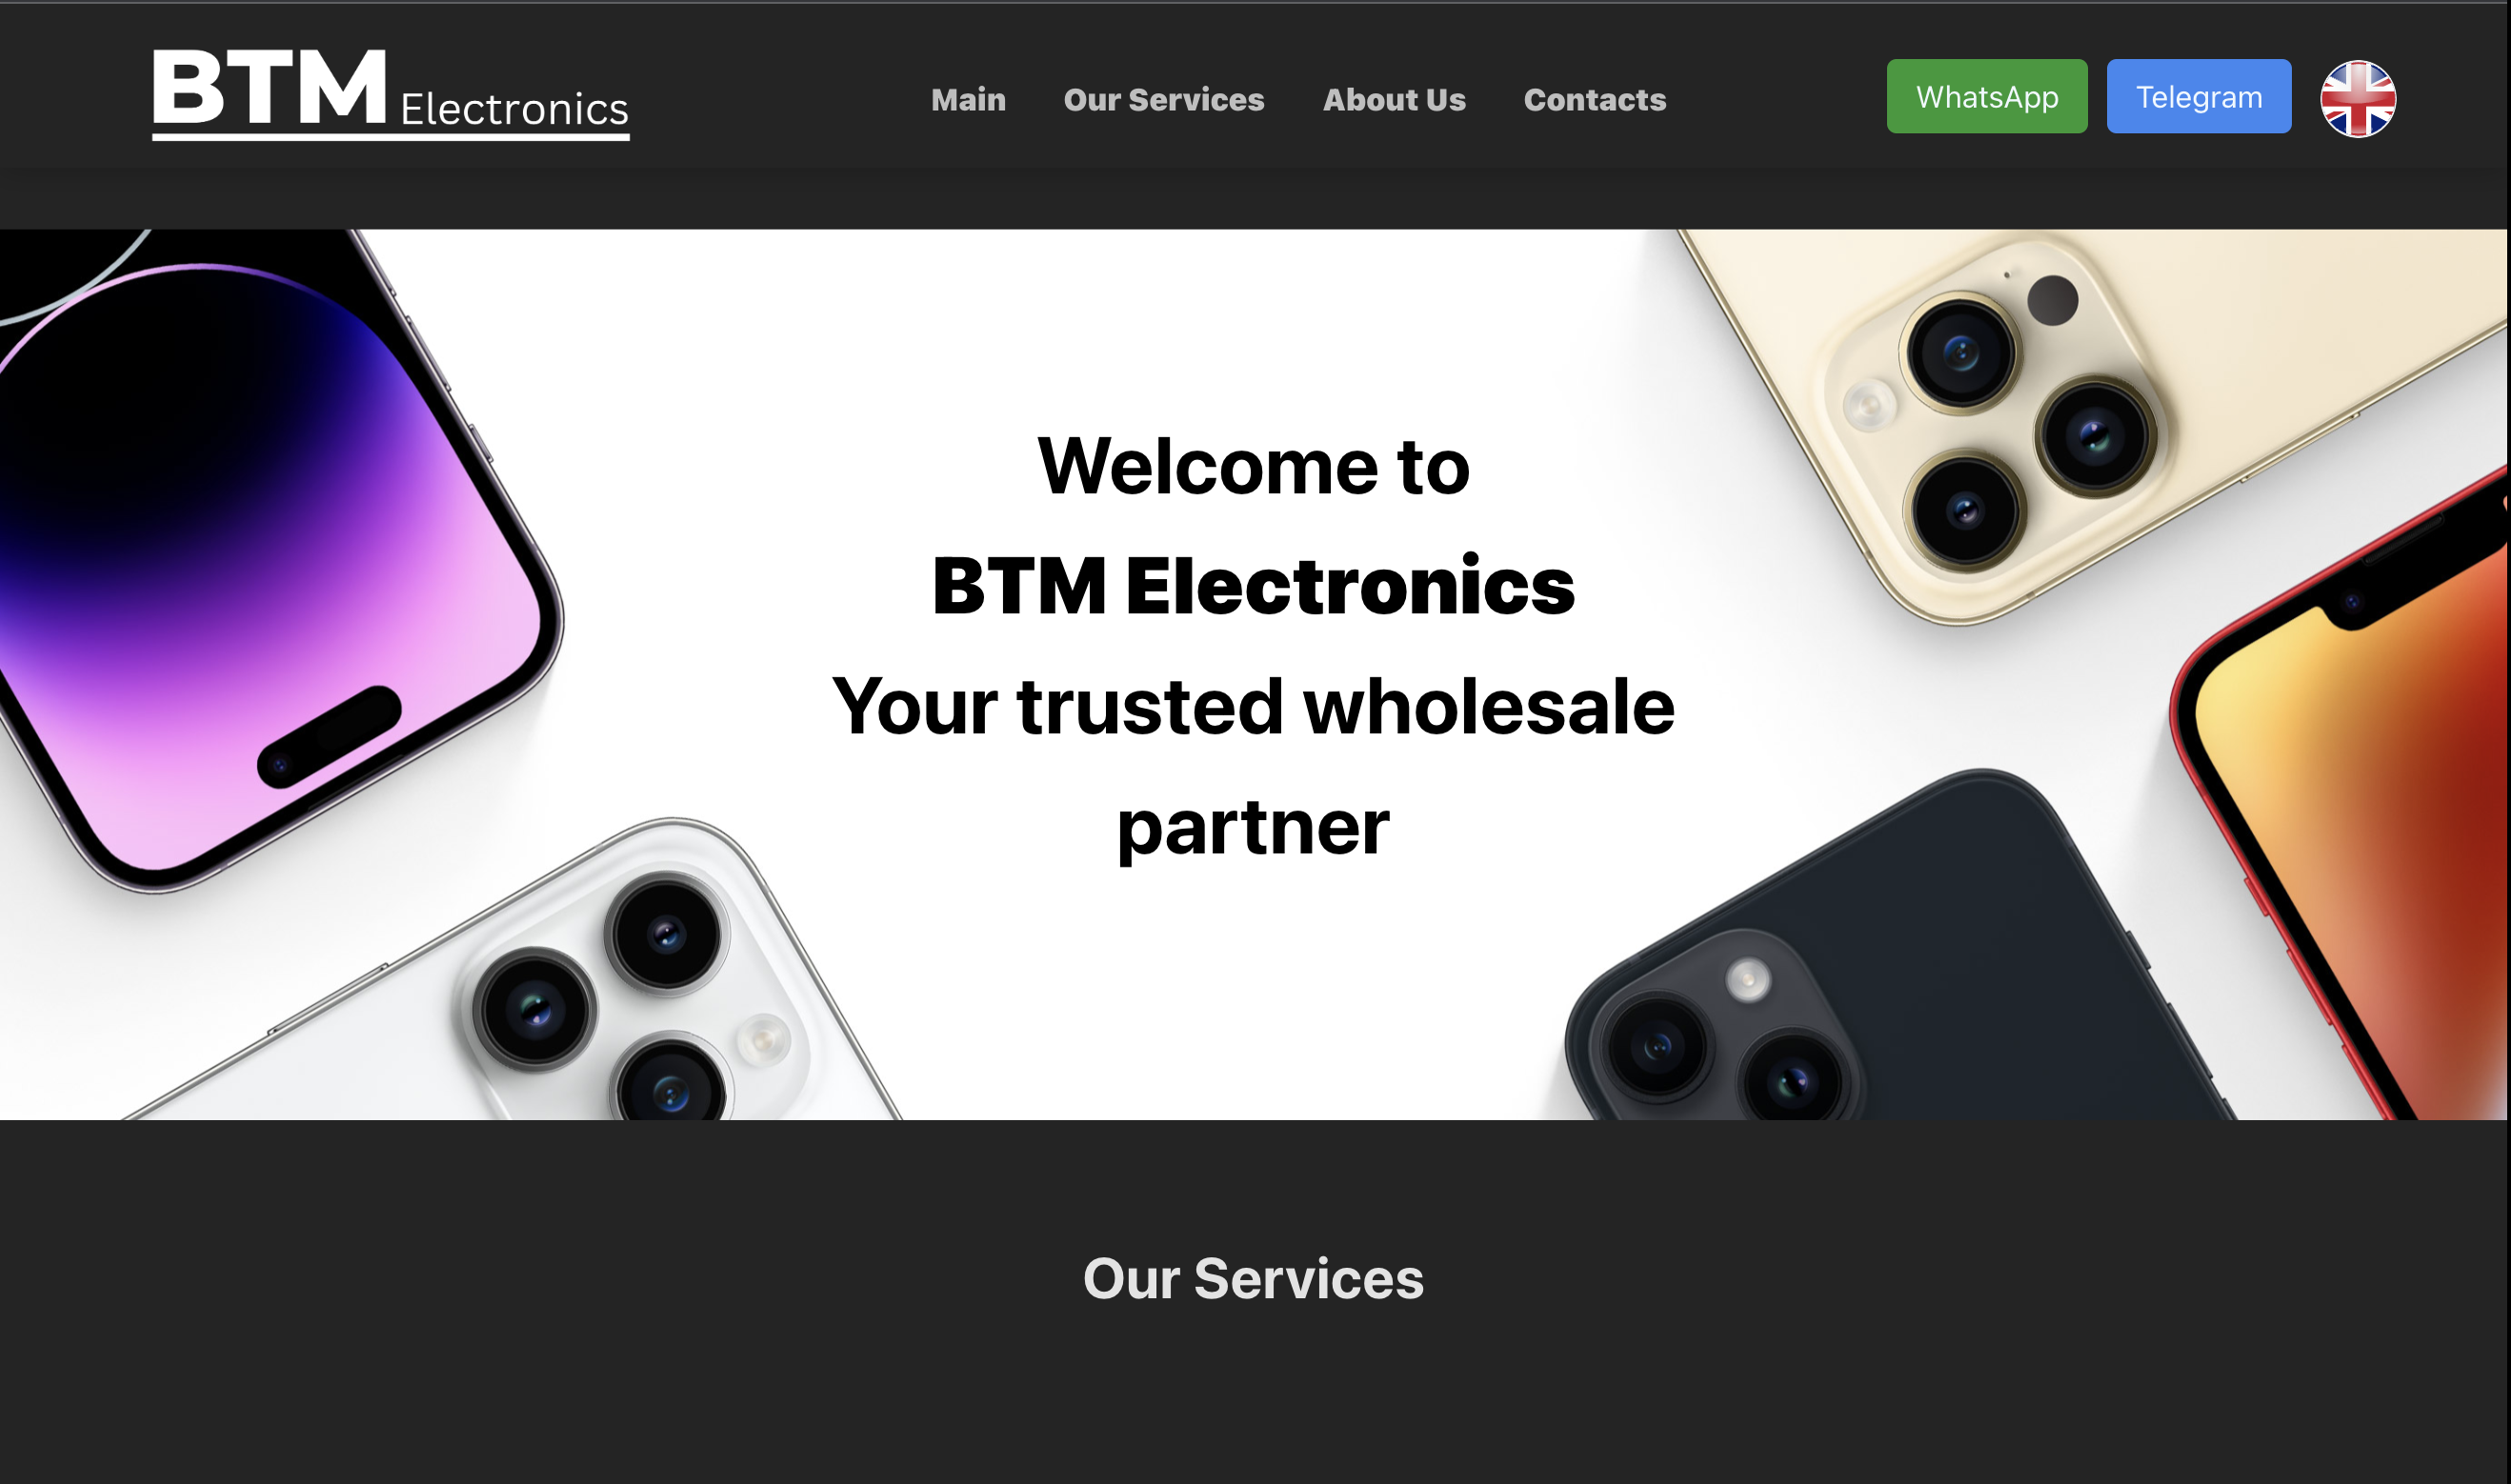 BTM Electronics
Main
Our Services
About Us
Contacts
WhatsApp
Telegram
Welcome to
BTM Electronics
Your trusted wholesale
partner
Our Services